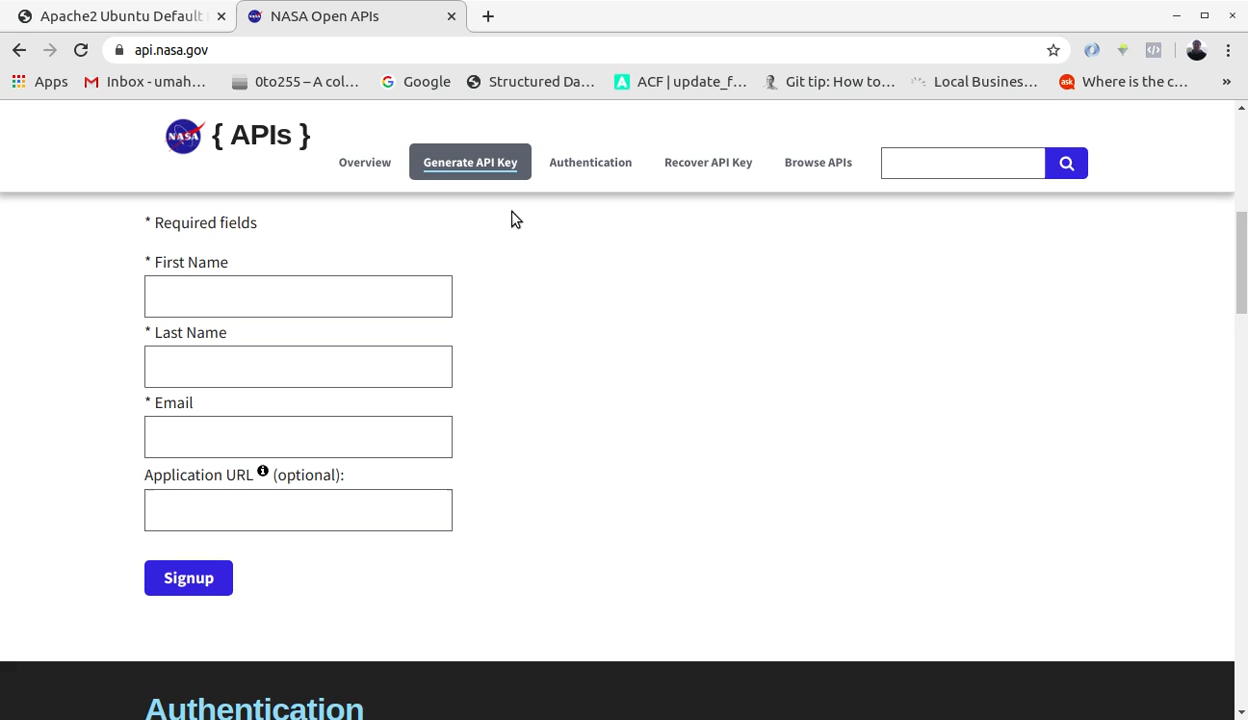 Apache2 Ubuntu Default
NASA Open APIs
api.nasa.gov
Apps
Inbox - umah...
0to255 – A col...
Google
Structured Da...
ACF | update_f...
Git tip: How to...
Local Business...
ask
Where is the c...
»
NASA
{ APIs }
Overview
Generate API Key
Authentication
Recover API Key
Browse APIs
* Required fields
* First Name
* Last Name
* Email
Application URL (optional):
Signup
Authentication